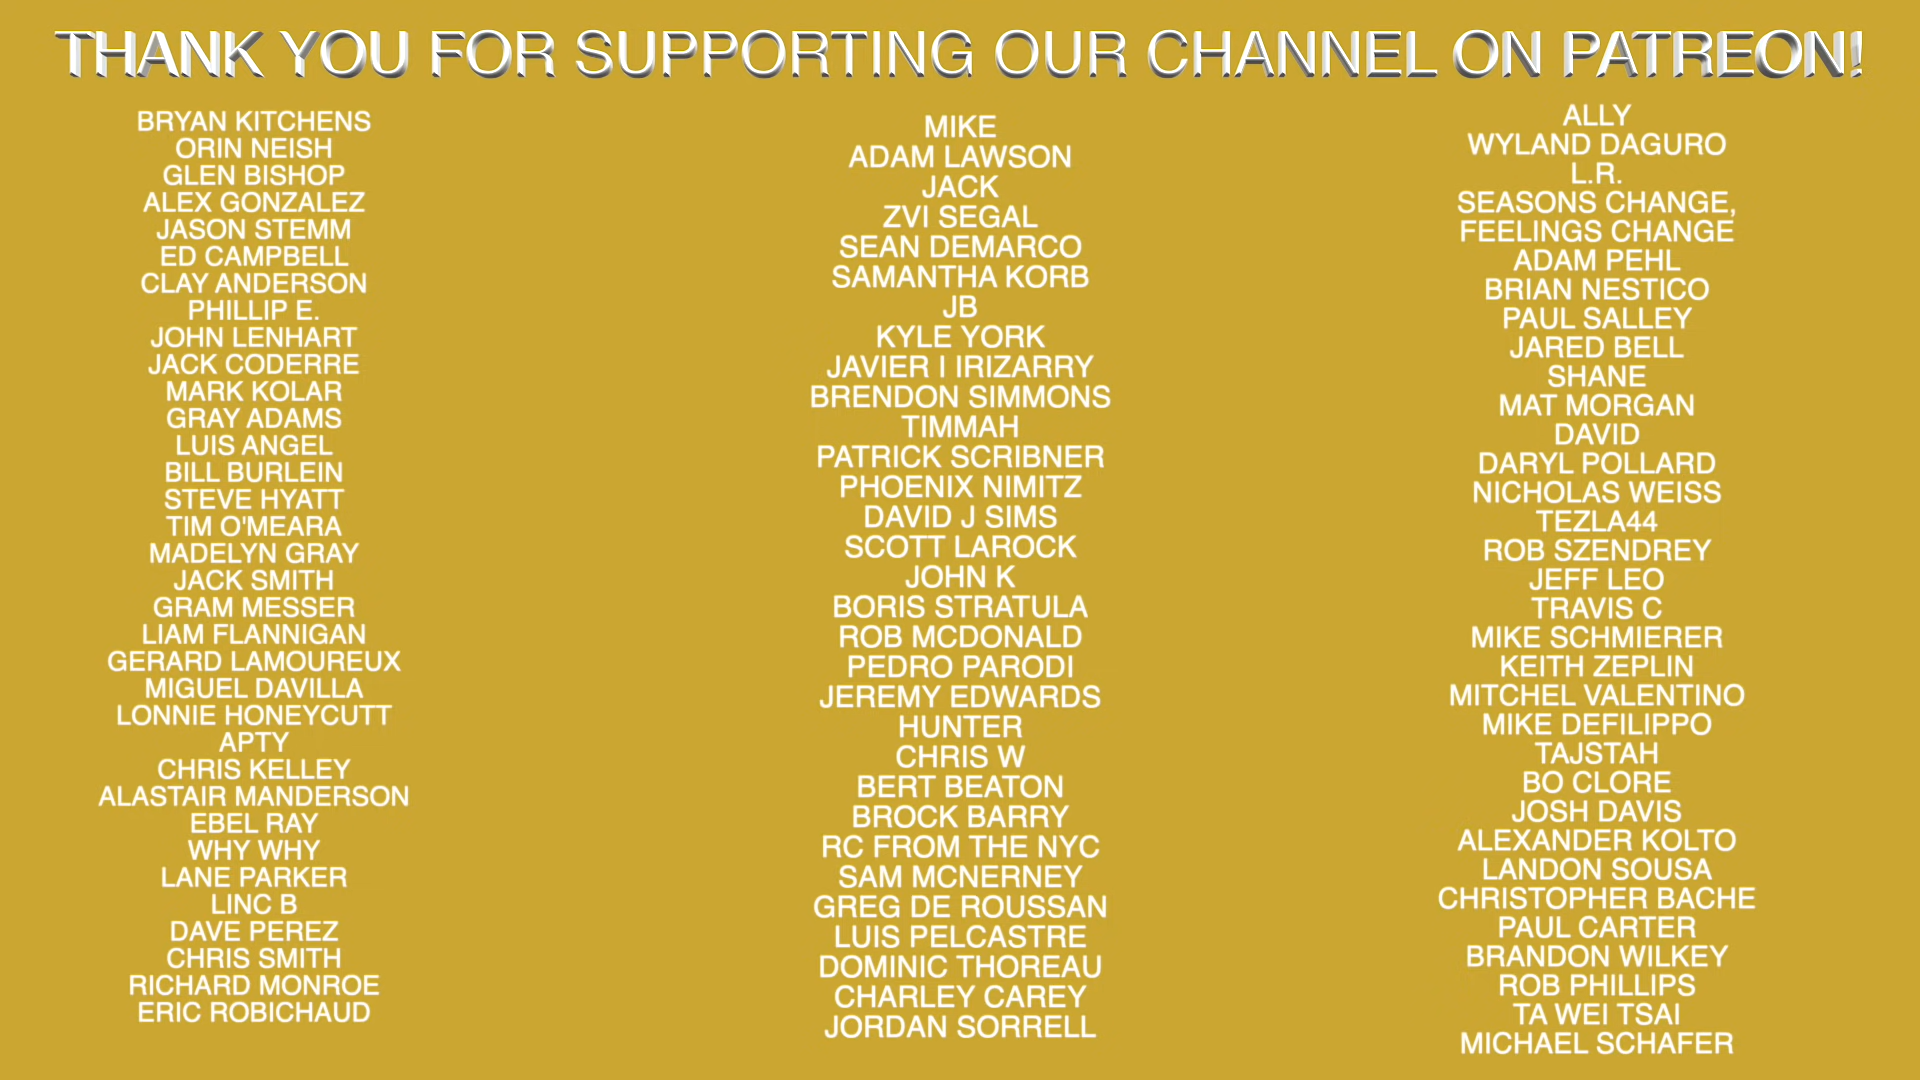 THANK YOU FOR SUPPORTING OUR CHANNEL ON PATREON!
BRYAN KITCHENS
ORIN NEISH
GLEN BISHOP
ALEX GONZALEZ
JASON STEMM
ED CAMPBELL
CLAY ANDERSON
PHILLIP E.
JOHN LENHART
JACK CODERRE
MARK KOLAR
GRAY ADAMS
LUIS ANGEL
BILL BURLEIN
STEVE HYATT
TIM O'MEARA
MADELYN GRAY
JACK SMITH
GRAM MESSER
LIAM FLANNIGAN
GERARD LAMOUREUX
MIGUEL DAVILLA
LONNIE HONEYCUTT
APTY
CHRIS KELLEY
ALASTAIR MANDERSON
EBEL RAY
WHY WHY
LANE PARKER
LINC B
DAVE PEREZ
CHRIS SMITH
RICHARD MONROE
ERIC ROBICHAUD
MIKE
ADAM LAWSON
JACK
ZVI SEGAL
SEAN DEMARCO
SAMANTHA KORB
JB
KYLE YORK
JAVIER I IRIZARRY
BRENDON SIMMONS
TIMMAH
PATRICK SCRIBNER
PHOENIX NIMITZ
DAVID J SIMS
SCOTT LAROCK
JOHN K
BORIS STRATULA
ROB MCDONALD
PEDRO PARODI
JEREMY EDWARDS
HUNTER
CHRIS W
BERT BEATON
BROCK BARRY
RC FROM THE NYC
SAM MCNERNEY
GREG DE ROUSSAN
LUIS PELCASTRE
DOMINIC THOREAU
CHARLEY CAREY
JORDAN SORRELL
ALLY
WYLAND DAGURO
L.R.
SEASONS CHANGE,
FEELINGS CHANGE
ADAM PEHL
BRIAN NESTICO
PAUL SALLEY
JARED BELL
SHANE
MAT MORGAN
DAVID
DARYL POLLARD
NICHOLAS WEISS
TEZLA44
ROB SZENDREY
JEFF LEO
TRAVIS C
MIKE SCHMIERER
KEITH ZEPLIN
MITCHEL VALENTINO
MIKE DEFILIPPO
TAJSTAH
BO CLORE
JOSH DAVIS
ALEXANDER KOLTO
LANDON SOUSA
CHRISTOPHER BACHE
PAUL CARTER
BRANDON WILKEY
ROB PHILLIPS
TA WEI TSAI
MICHAEL SCHAFER